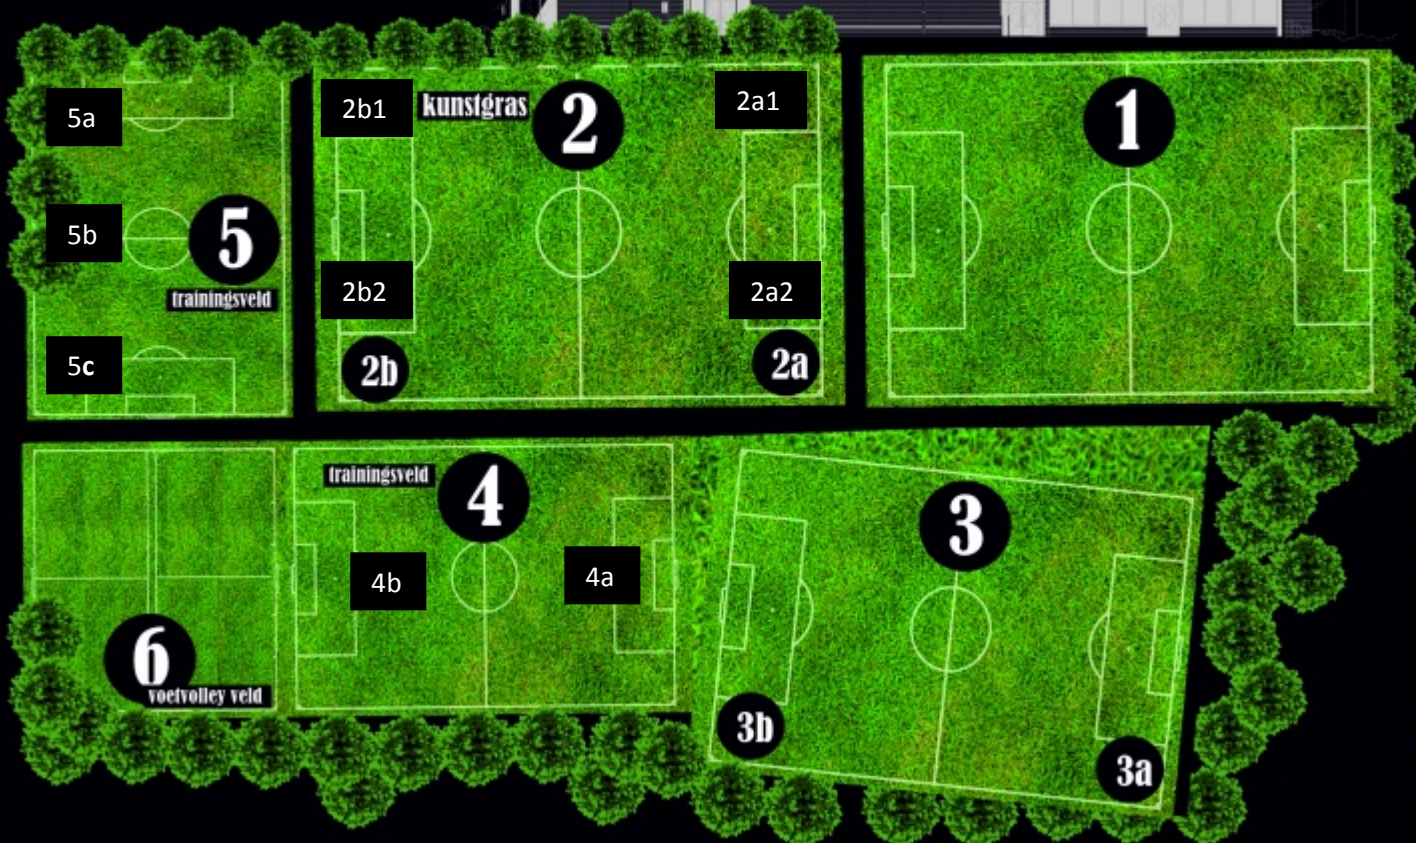 5a
5b
5
trainingsveld
5c
2b1
kunstgras
2
2a1
2b2
2a2
2b
2a
1
6
voetvolley veld
trainingsveld
4
4b
4a
3
3b
3a